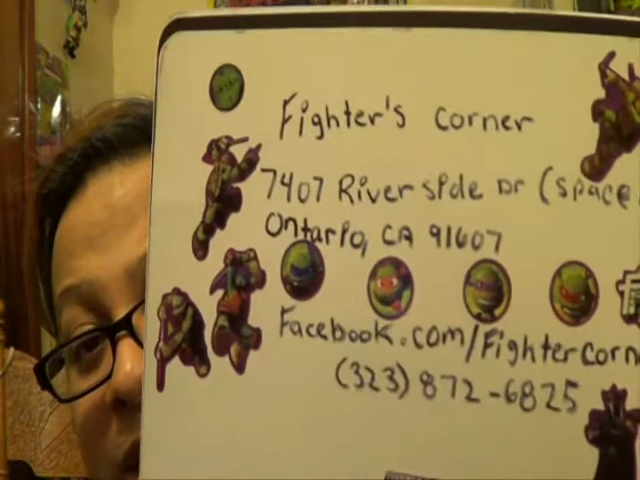 Fighter's Corner
7407 Riverside Dr (Space
Ontario, CA 91607
Facebook.com/Fightercorn
(323) 872-6825